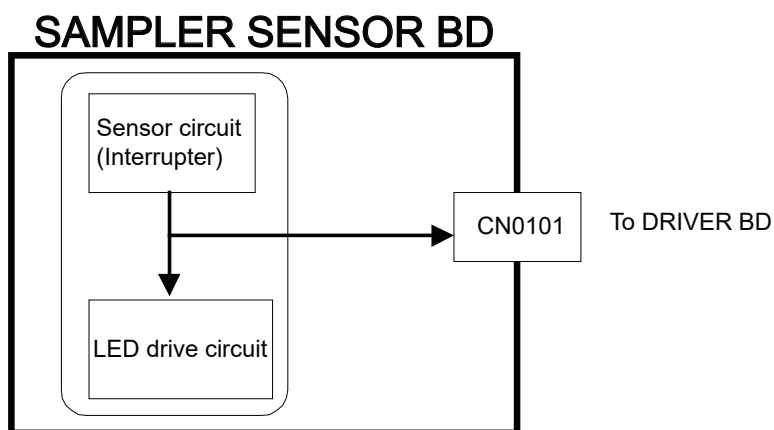 SAMPLER SENSOR BD
Sensor circuit
(Interrupter)
CN0101
To DRIVER BD
LED drive circuit